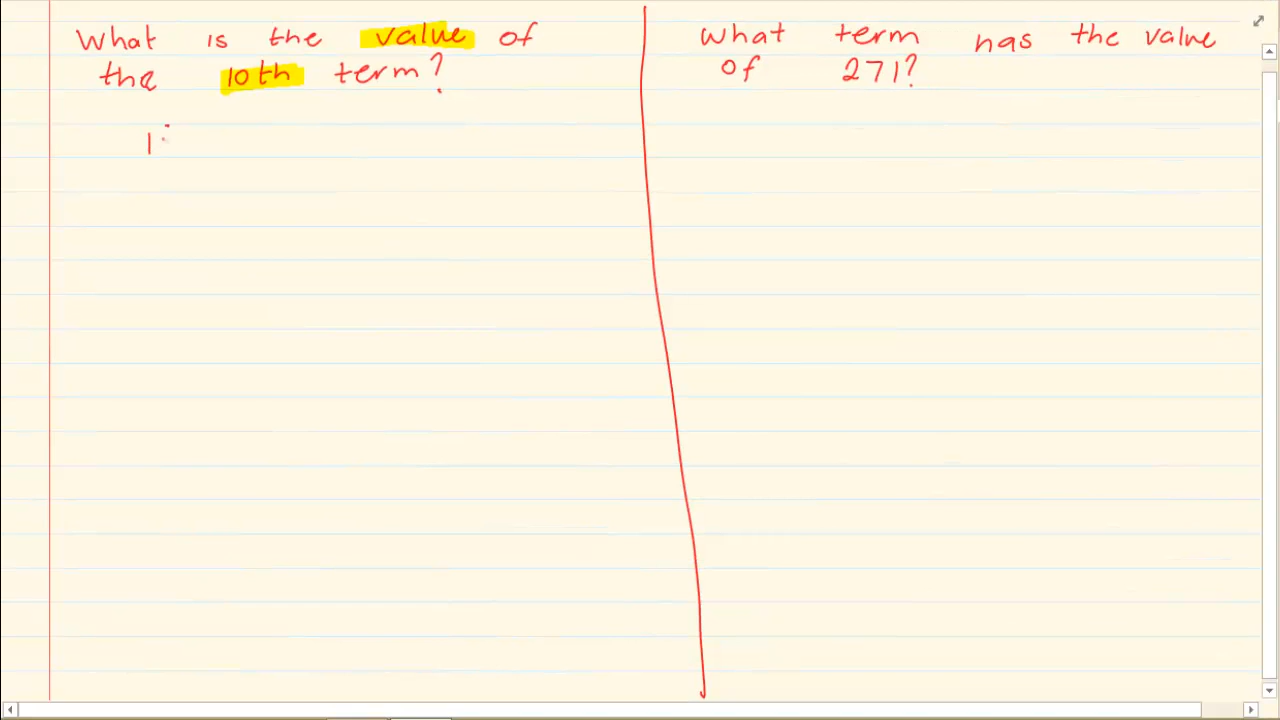 What is the value of
the 10th term?
What term has the value
of 271?